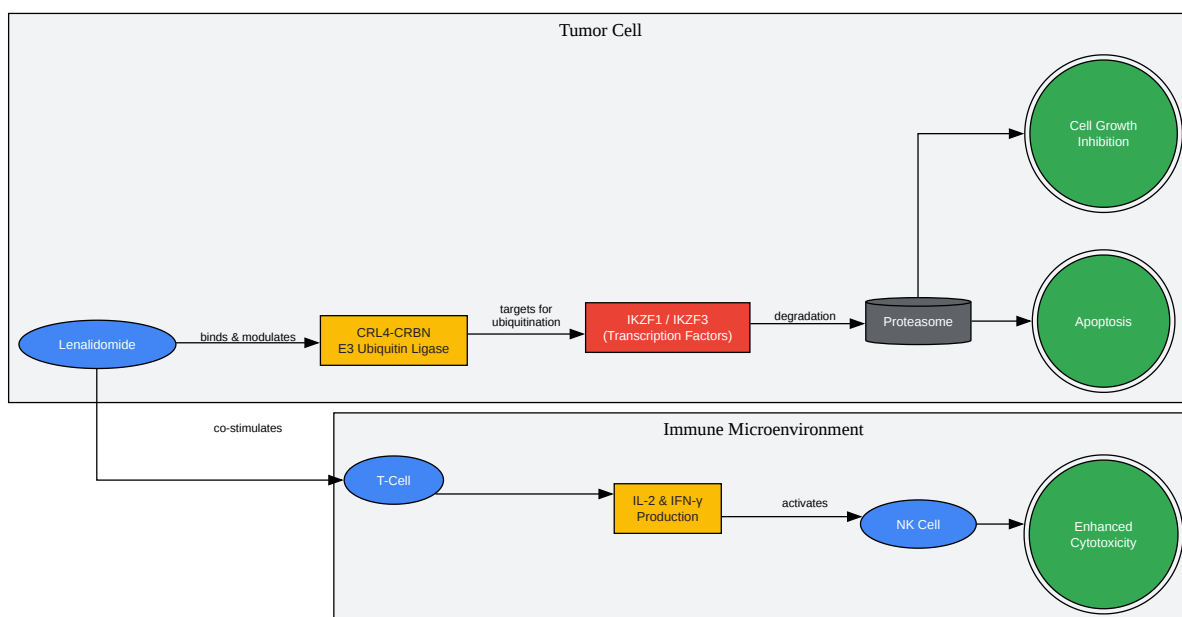 Tumor Cell
Cell Growth
Inhibition
Lenalidomide
binds & modulates
CRL4-CRBN
E3 Ubiquitin Ligase
targets for
ubiquitination
IKZF1 / IKZF3
(Transcription Factors)
degradation
Proteasome
Apoptosis
co-stimulates
Immune Microenvironment
T-Cell
IL-2 & IFN-γ
Production
activates
NK Cell
Enhanced
Cytotoxicity